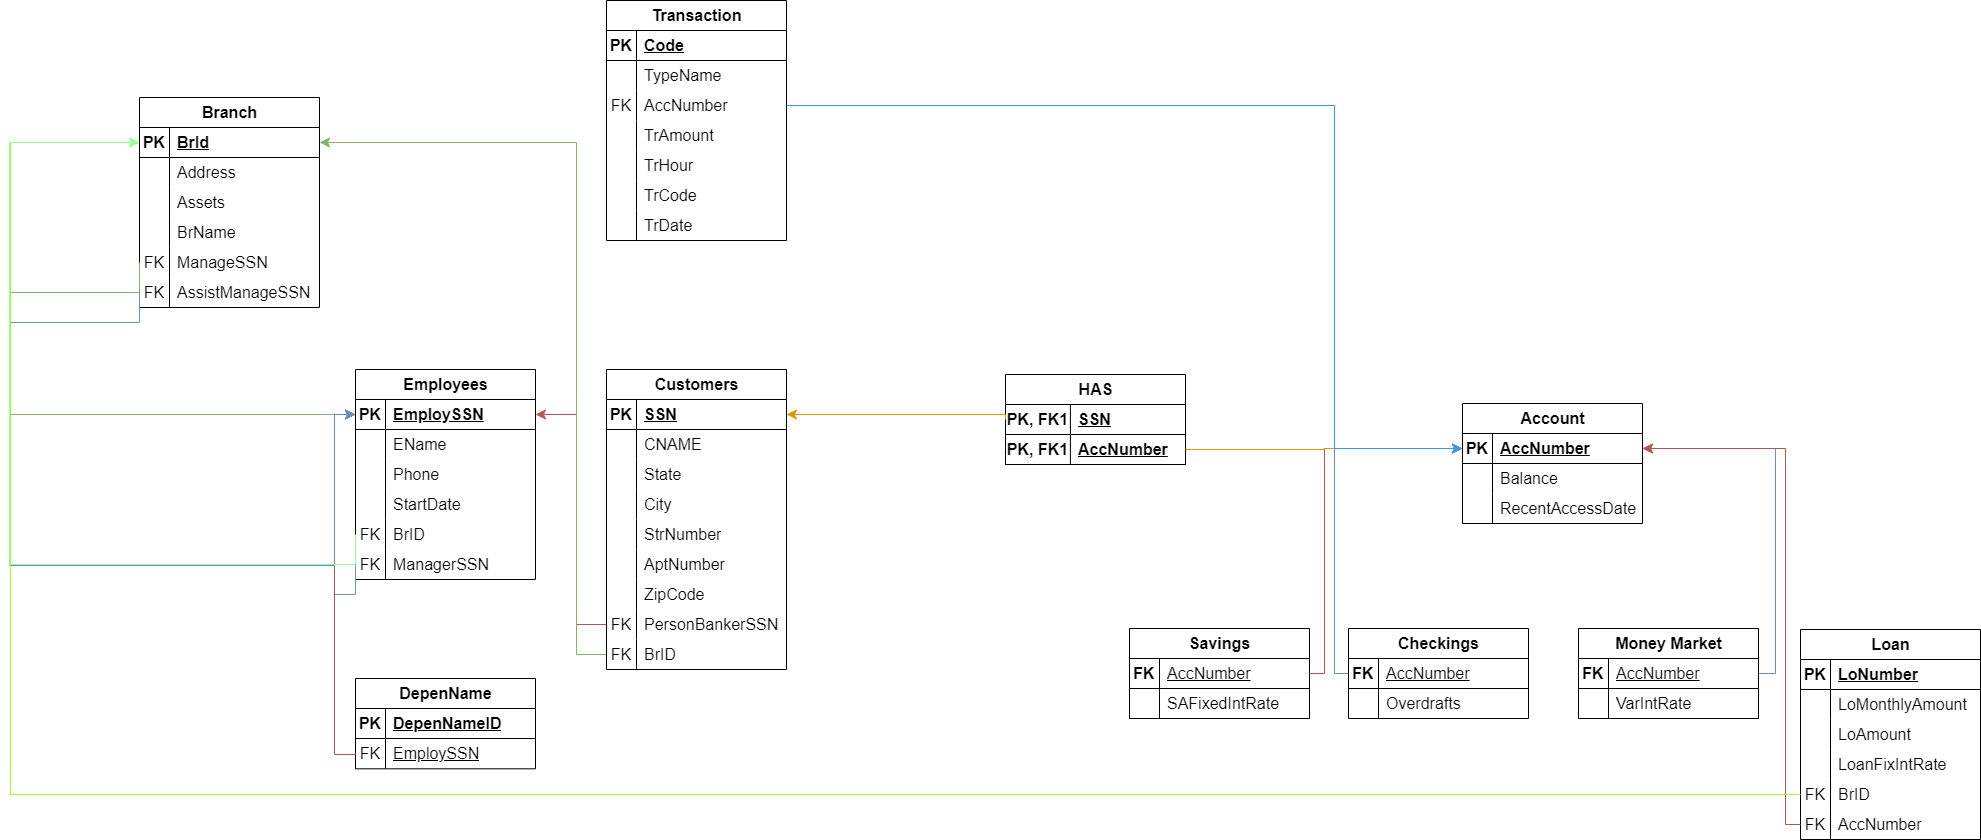 Transaction
PK Code
TypeName
FK AccNumber
TrAmount
TrHour
TrCode
TrDate
Branch
PK BrId
Address
Assets
BrName
FK ManageSSN
FK AssistManageSSN
Employees
PK EmploySSN
EName
Phone
StartDate
FK BrID
FK ManagerSSN
Customers
PK SSN
CNAME
State
City
StrNumber
AptNumber
ZipCode
FK PersonBankerSSN
FK BrID
HAS
PK, FK1 SSN
PK, FK1 AccNumber
Account
PK AccNumber
Balance
RecentAccessDate
DepenName
PK DepenNameID
FK EmploySSN
Savings
FK AccNumber
SAFixedIntRate
Checkings
FK AccNumber
Overdrafts
Money Market
FK AccNumber
VarIntRate
Loan
PK LoNumber
LoMonthlyAmount
LoAmount
LoanFixIntRate
FK BrID
FK AccNumber